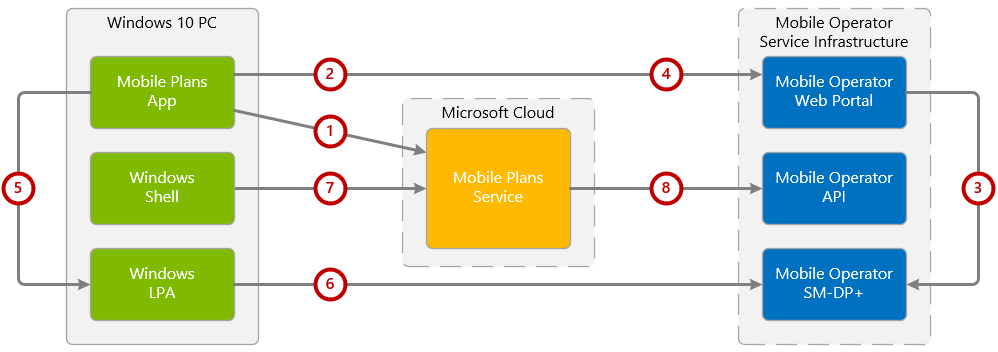 Windows 10 PC
Mobile Plans
App
Windows
Shell
Windows
LPA
5
2
1
7
6
Microsoft Cloud
Mobile Plans
Service
4
8
Mobile Operator
Service Infrastructure
Mobile Operator
Web Portal
Mobile Operator
API
Mobile Operator
SM-DP+
3